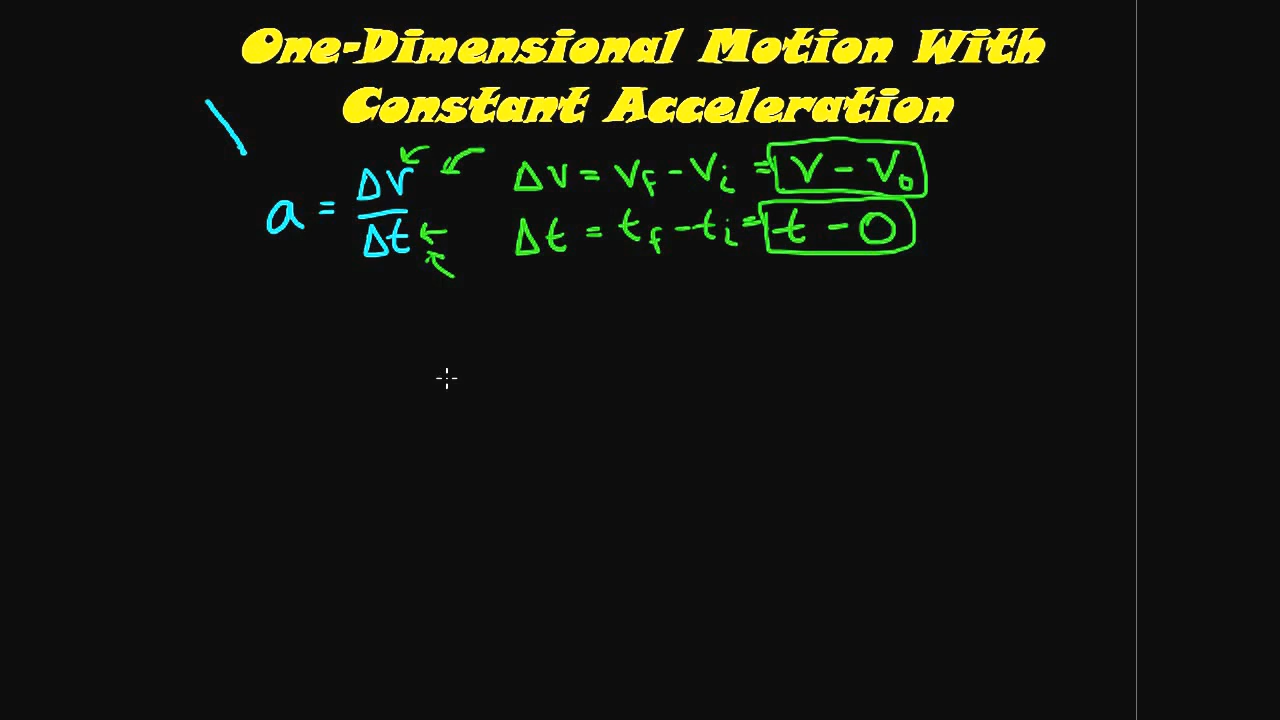 One-Dimensional Motion With
Constant Acceleration
a = Δv/Δt
Δv = vf - vi = v - v₀
Δt = tf - ti = t - 0